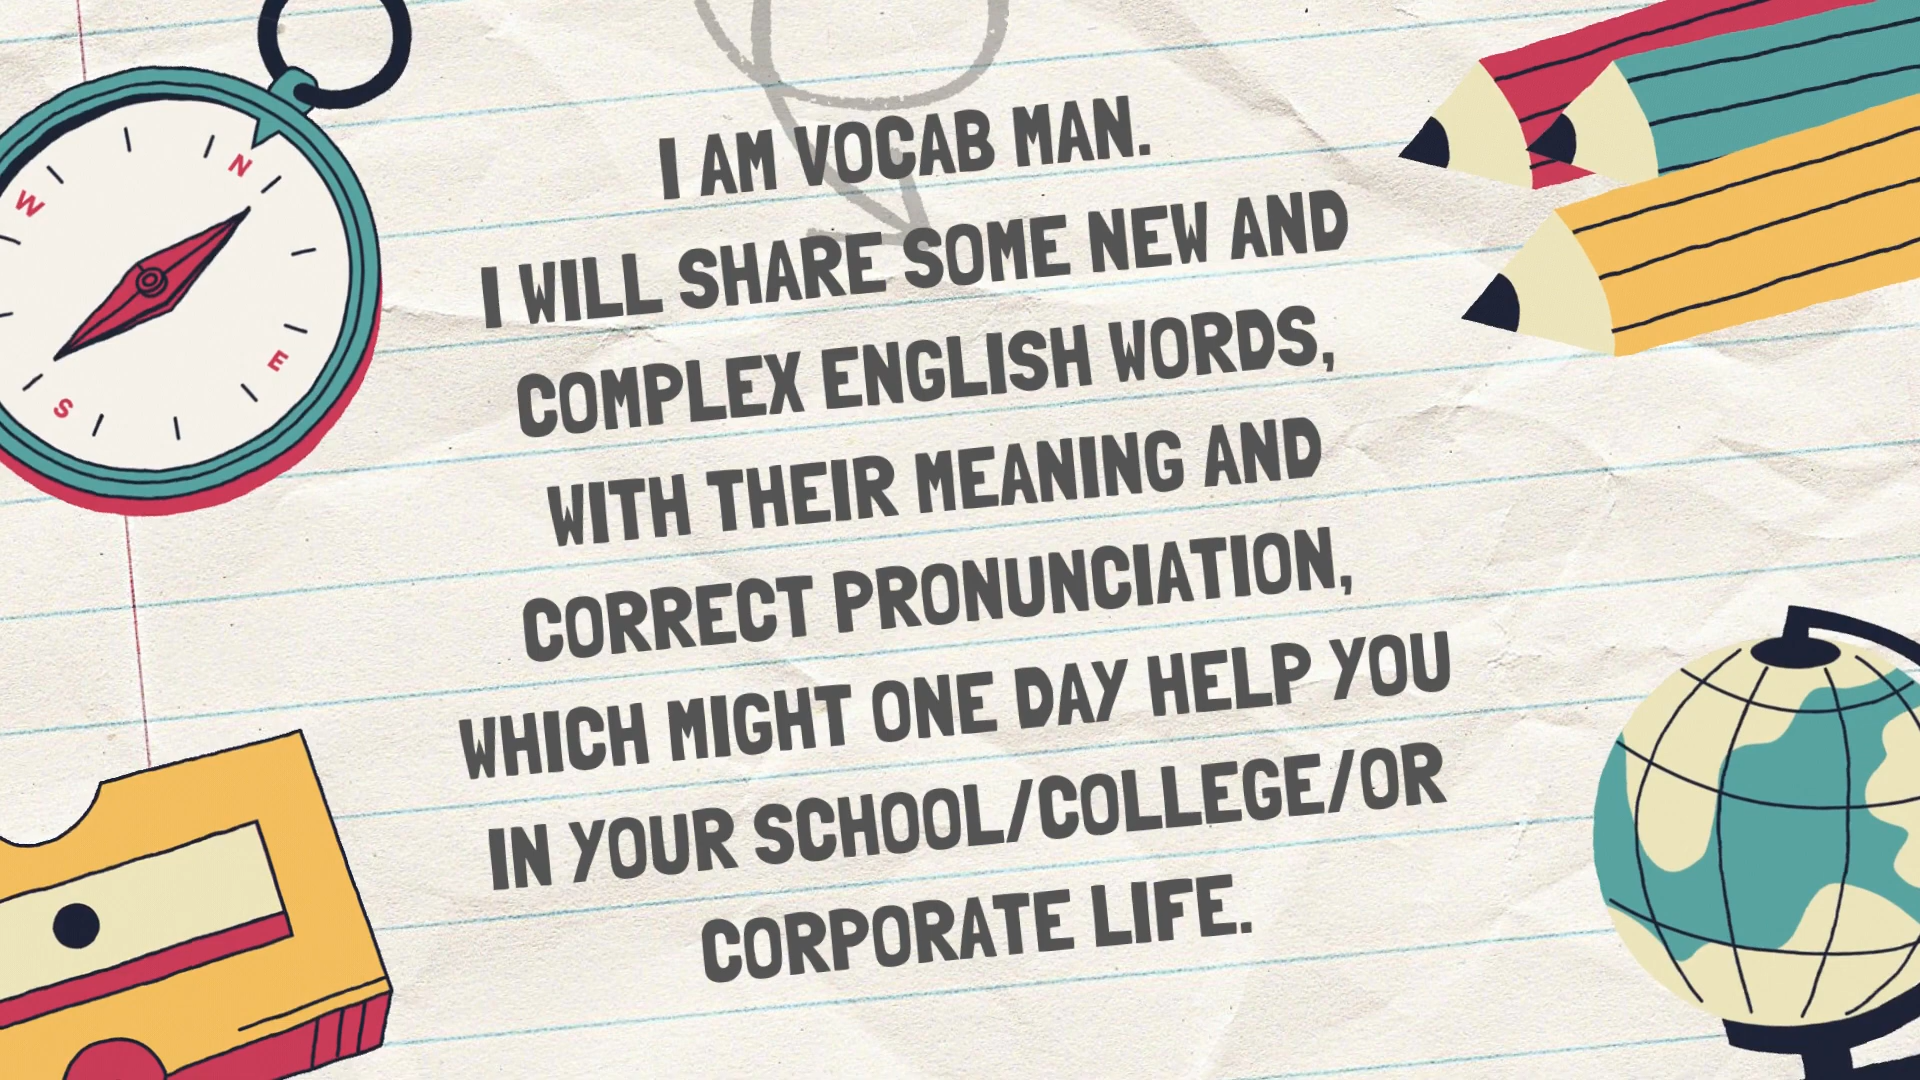 I AM VOCAB MAN.
I WILL SHARE SOME NEW AND
COMPLEX ENGLISH WORDS,
WITH THEIR MEANING AND
CORRECT PRONUNCIATION,
WHICH MIGHT ONE DAY HELP YOU
IN YOUR SCHOOL/COLLEGE/OR
CORPORATE LIFE.
N
W
E
S